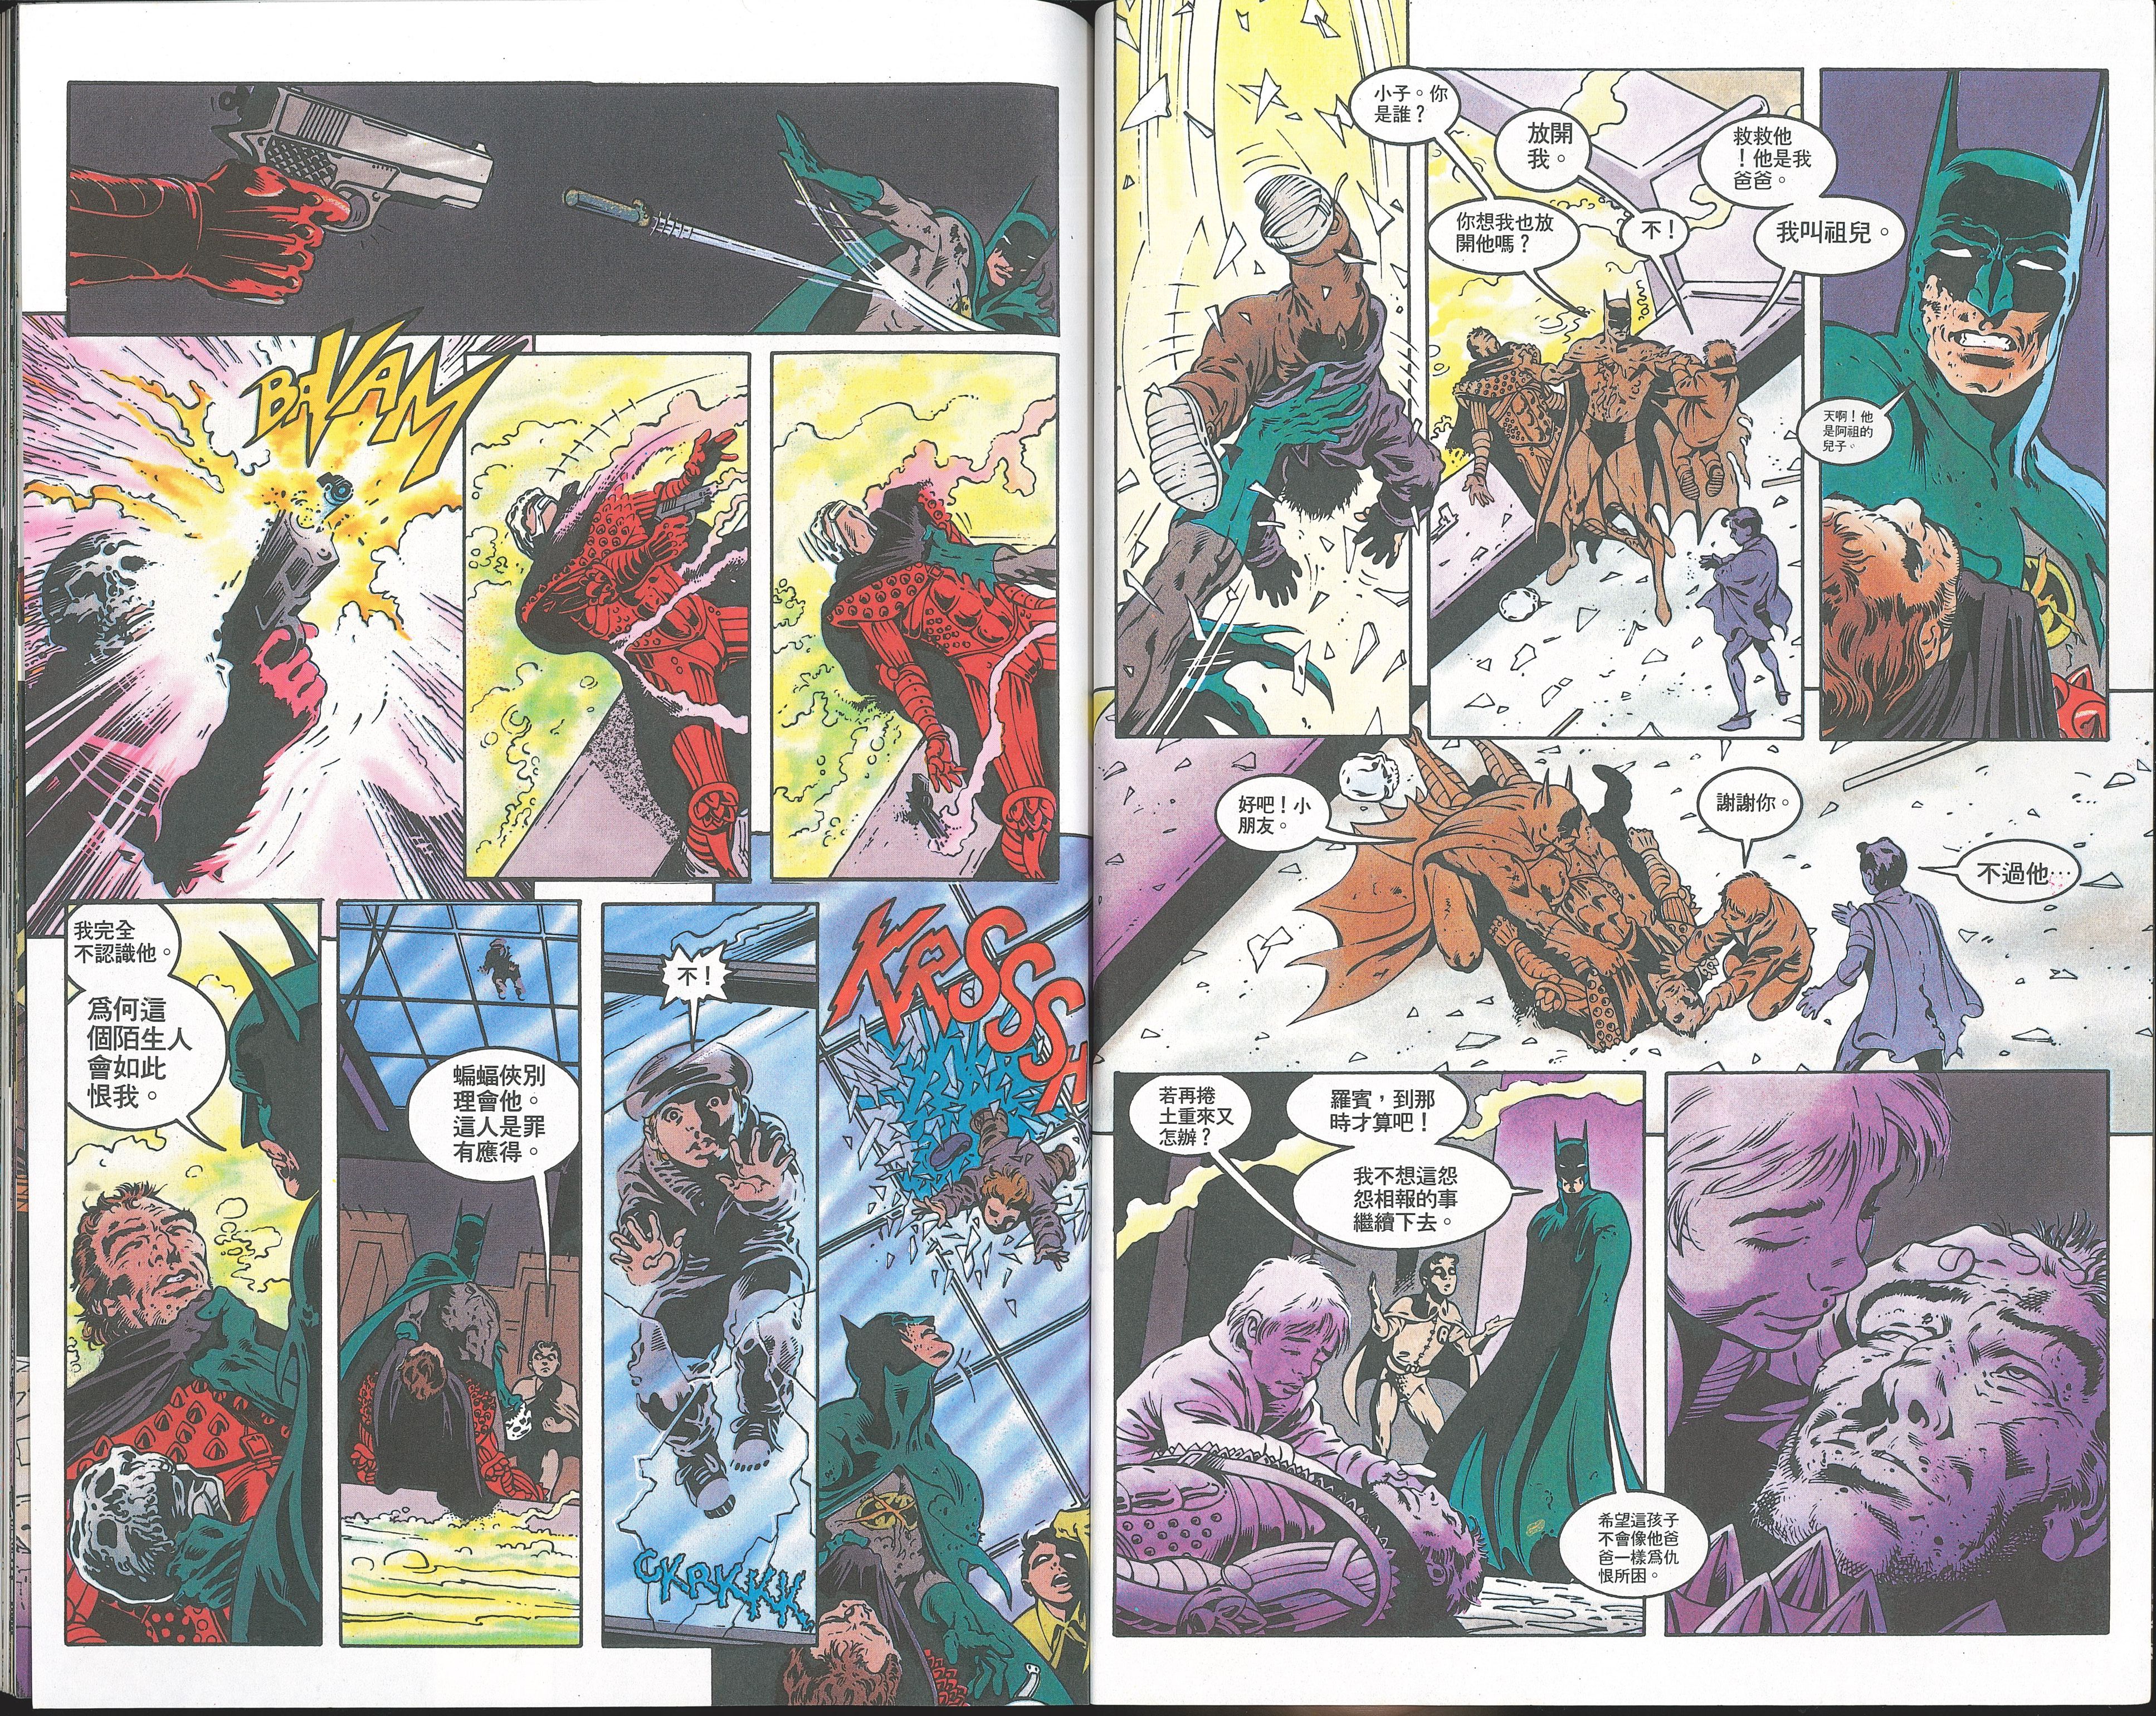 BAVAM
我完全
不認識他。
爲何這
個陌生人
會如此
恨我。
蝙蝠俠別
理會他。
這人是罪
有應得。
不!
CKRKKK
KRSSSSH
小子。你
是誰?
放開
我。
你想我也放
開他嗎?
不!
救救他
!他是我
爸爸。
我叫祖兒。
天啊!他
是阿祖的
兒子。
好吧!小
朋友。
謝謝你。
不過他…
若再捲
土重來又
怎辦?
羅賓,到那
時才算吧!
我不想這怨
怨相報的事
繼續下去。
希望這孩子
不會像他爸
爸一樣爲仇
恨所困。